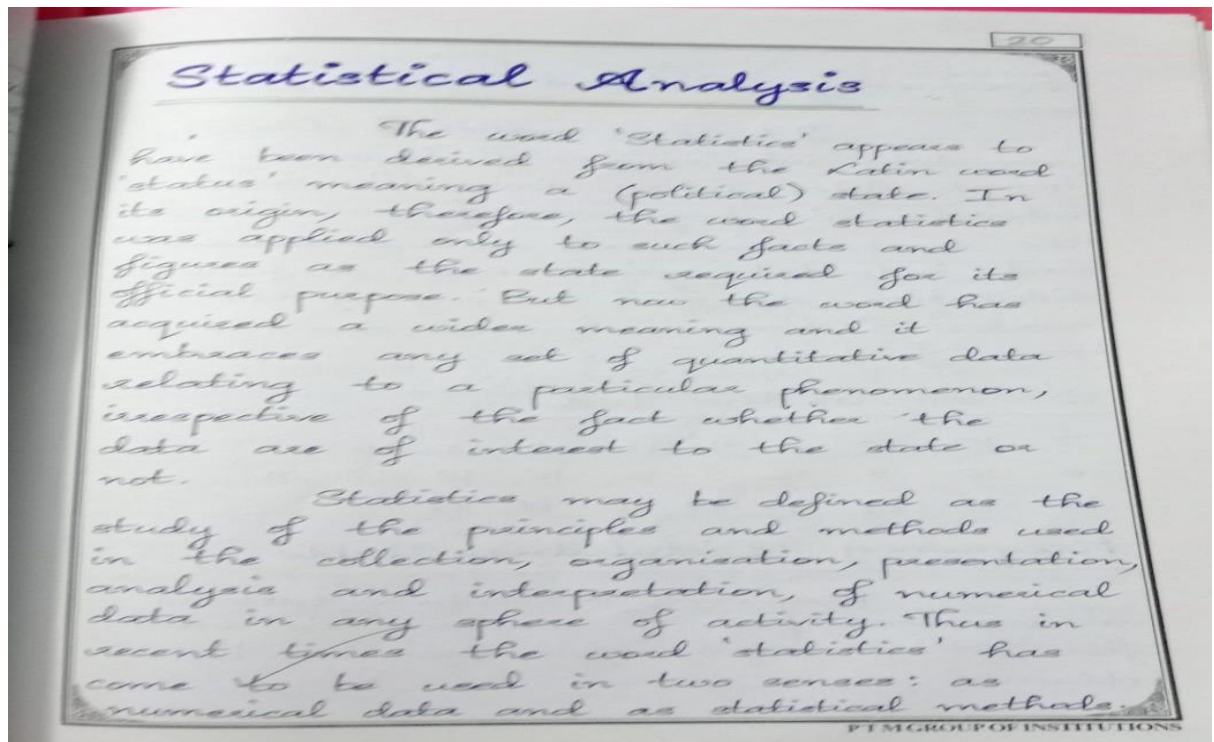 20
Statistical Analysis
The word 'Statistics' appears to
have been derived from the Latin word
'status' meaning a (political) state. In
its origin, therefore, the word statistics
was applied only to such facts and
figures as the state required for its
official purpose. But now the word has
acquired a wider meaning and it
embraces any set of quantitative data
relating to a particular phenomenon,
irrespective of the fact whether the
data are of interest to the state or
not.
Statistics may be defined as the
study of the principles and methods used
in the collection, organisation, presentation,
analysis and interpretation, of numerical
data in any sphere of activity. Thus in
recent times the word 'statistics' has
come to be used in two senses: as
numerical data and as statistical methods.
PTM GROUP OF INSTITUTIONS